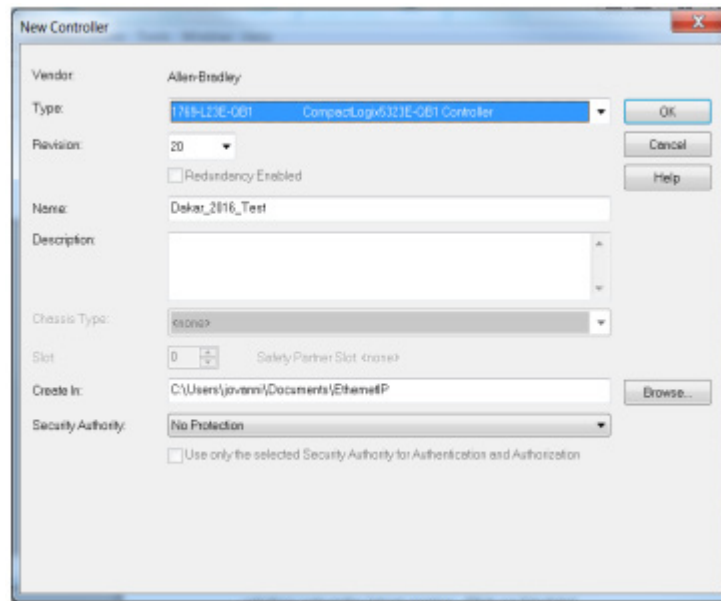 New Controller
Vendor: Allen-Bradley
Type: 1769-L23E-QB1 CompactLogix5323E-QB1 Controller
OK
Revision: 20
Cancel
Redundancy Enabled
Help
Name: Dakar_2016_Test
Description:
Chassis Type: <none>
Slot 0 Safety Partner Slot: <none>
Create In: C:\Users\jovanni\Documents\EthernetIP
Browse...
Security Authority: No Protection
Use only the selected Security Authority for Authentication and Authorization